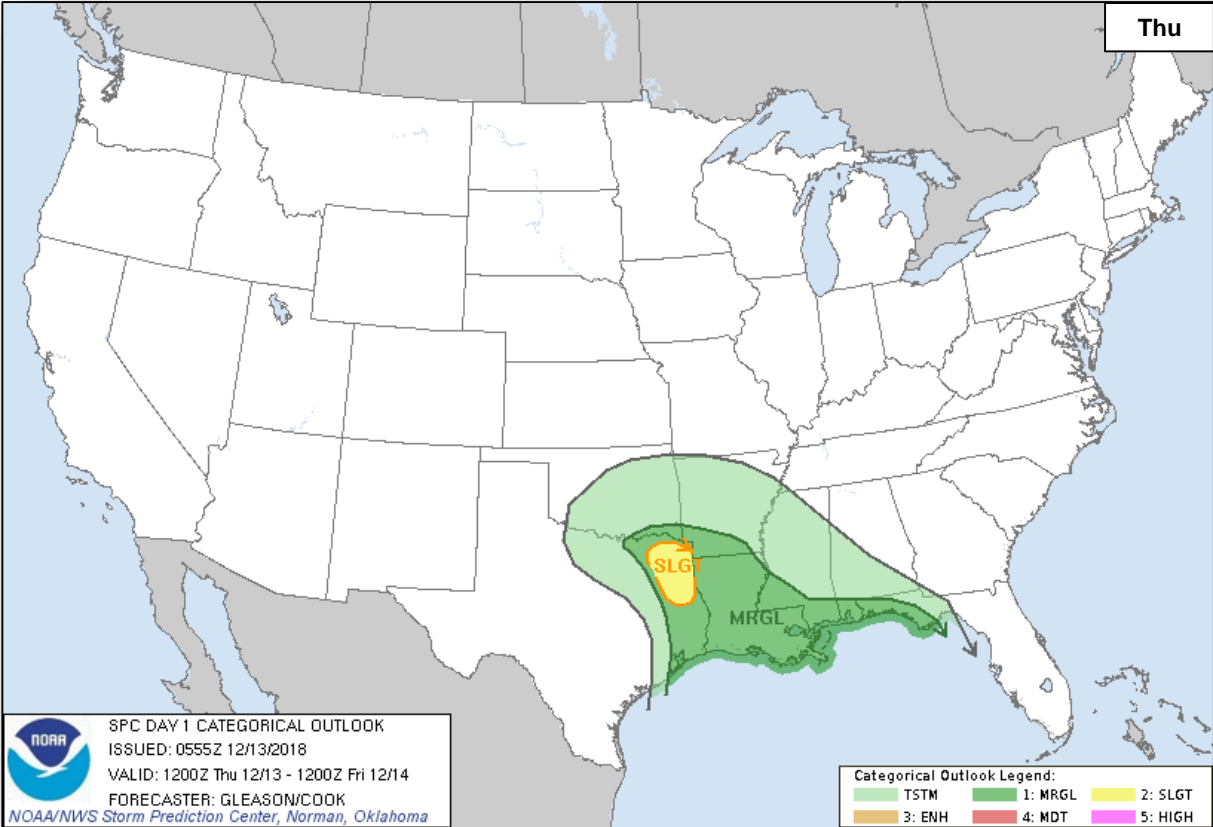 Thu
SLGT
MRGL
NOAA
SPC DAY 1 CATEGORICAL OUTLOOK
ISSUED: 0555Z 12/13/2018
VALID: 1200Z Thu 12/13 - 1200Z Fri 12/14
FORECASTER: GLEASON/COOK
NOAA/NWS Storm Prediction Center, Norman, Oklahoma
Categorical Outlook Legend:
TSTM 1: MRGL 2: SLGT
3: ENH 4: MDT 5: HIGH